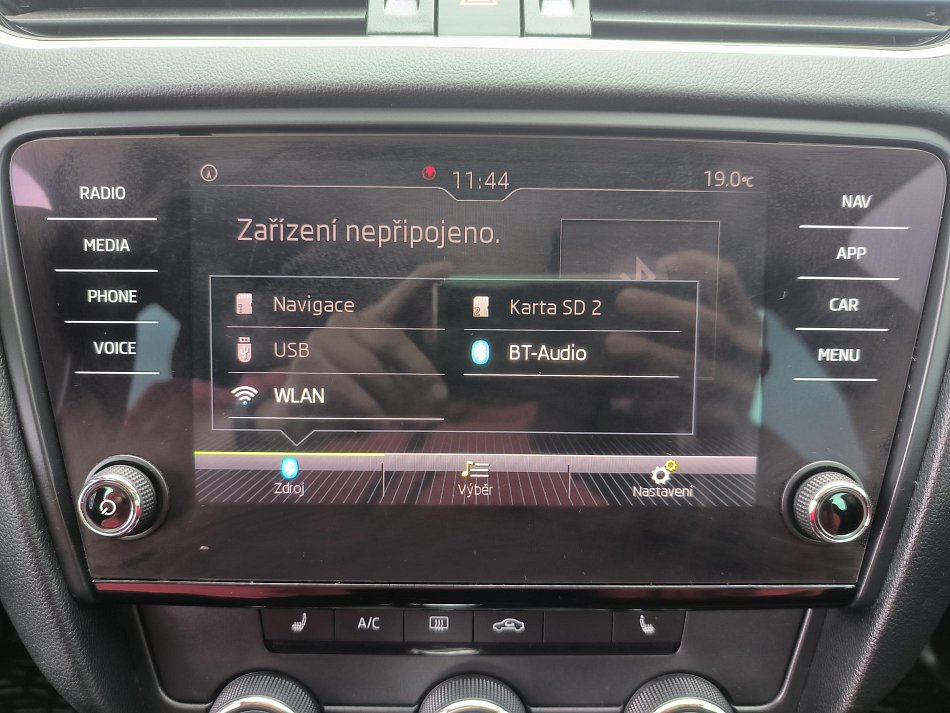 11:44
19.0°C
RADIO
MEDIA
PHONE
VOICE
Zařízení nepřipojeno.
Navigace
Karta SD 2
USB
BT-Audio
WLAN
Zdroj
Výběr
Nastavení
NAV
APP
CAR
MENU
A/C